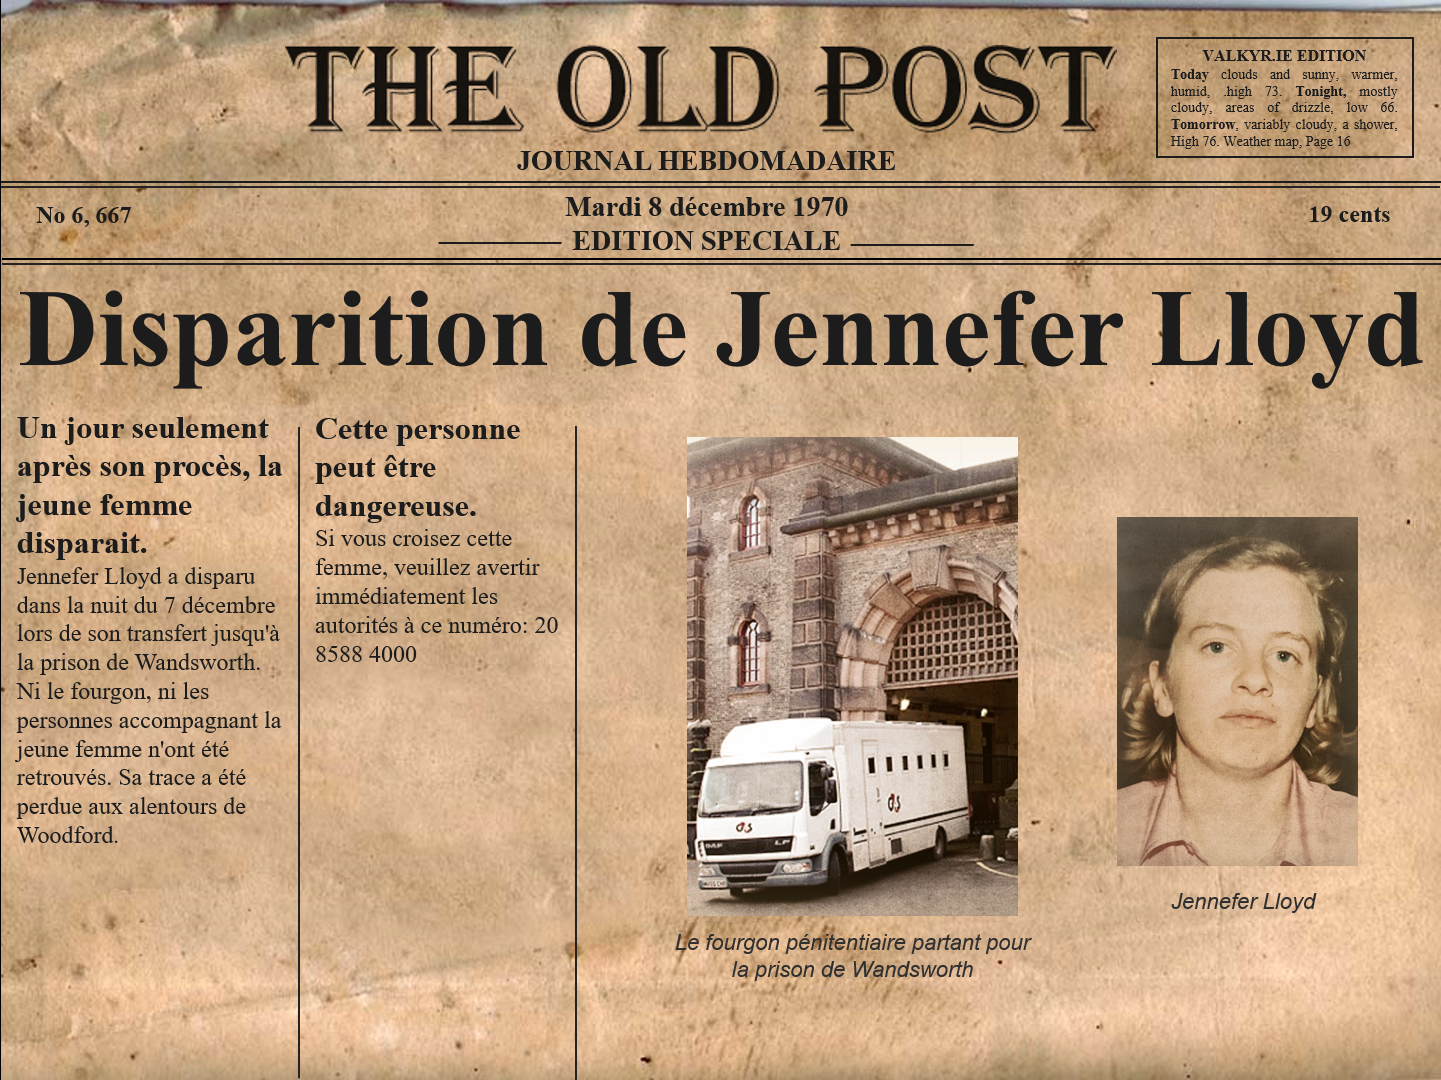 THE OLD POST
JOURNAL HEBDOMADAIRE
VALKYR.IE EDITION
Today clouds and sunny, warmer,
humid, .high 73. Tonight, mostly
cloudy, areas of drizzle, low 66.
Tomorrow, variably cloudy, a shower,
High 76. Weather map, Page 16
No 6, 667
Mardi 8 décembre 1970
EDITION SPECIALE
19 cents
Disparition de Jennefer Lloyd
Un jour seulement
après son procès, la
jeune femme
disparait.
Jennefer Lloyd a disparu
dans la nuit du 7 décembre
lors de son transfert jusqu'à
la prison de Wandsworth.
Ni le fourgon, ni les
personnes accompagnant la
jeune femme n'ont été
retrouvés. Sa trace a été
perdue aux alentours de
Woodford.
Cette personne
peut être
dangereuse.
Si vous croisez cette
femme, veuillez avertir
immédiatement les
autorités à ce numéro: 20
8588 4000
G4S
DAF
LF
G4S
Le fourgon pénitentiaire partant pour
la prison de Wandsworth
Jennefer Lloyd